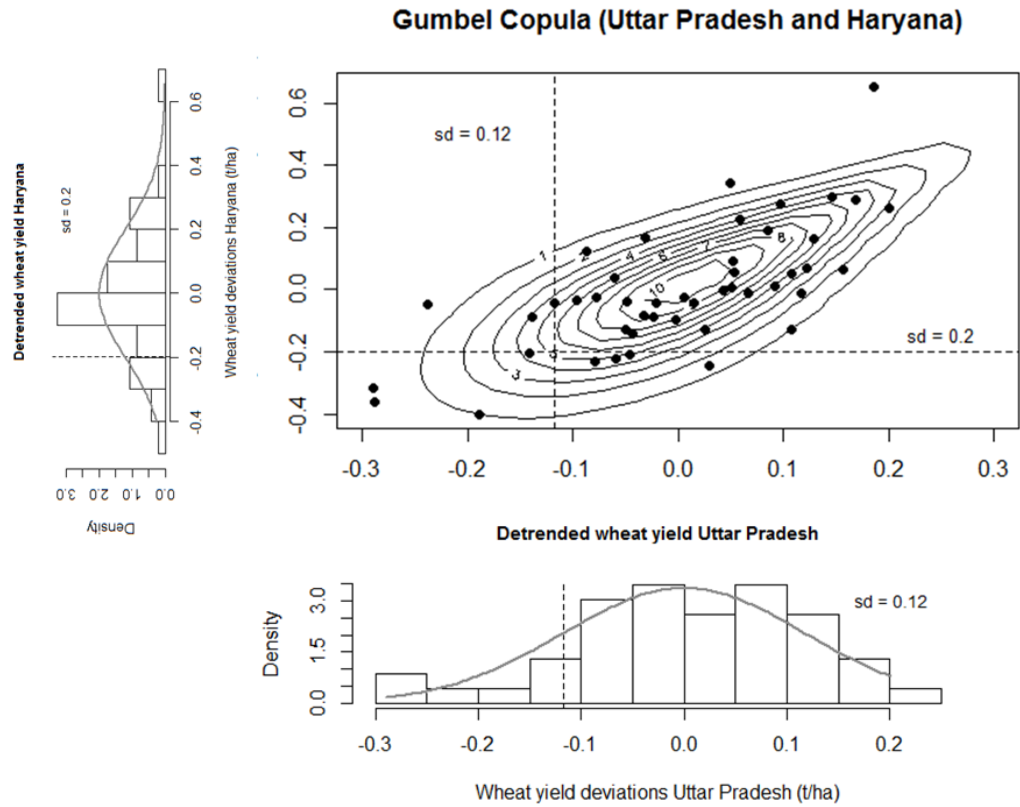 Gumbel Copula (Uttar Pradesh and Haryana)
Detrended wheat yield Haryana
sd = 0.2
Density
0.0 1.0 2.0 3.0
Wheat yield deviations Haryana (t/ha)
-0.4 -0.2 0.0 0.2 0.4 0.6
sd = 0.12
sd = 0.2
1 2 4 6 7 8
10
3
-0.4 -0.2 0.0 0.2 0.4 0.6
-0.3 -0.2 -0.1 0.0 0.1 0.2 0.3
Detrended wheat yield Uttar Pradesh
sd = 0.12
Density
0.0 1.5 3.0
-0.3 -0.2 -0.1 0.0 0.1 0.2
Wheat yield deviations Uttar Pradesh (t/ha)